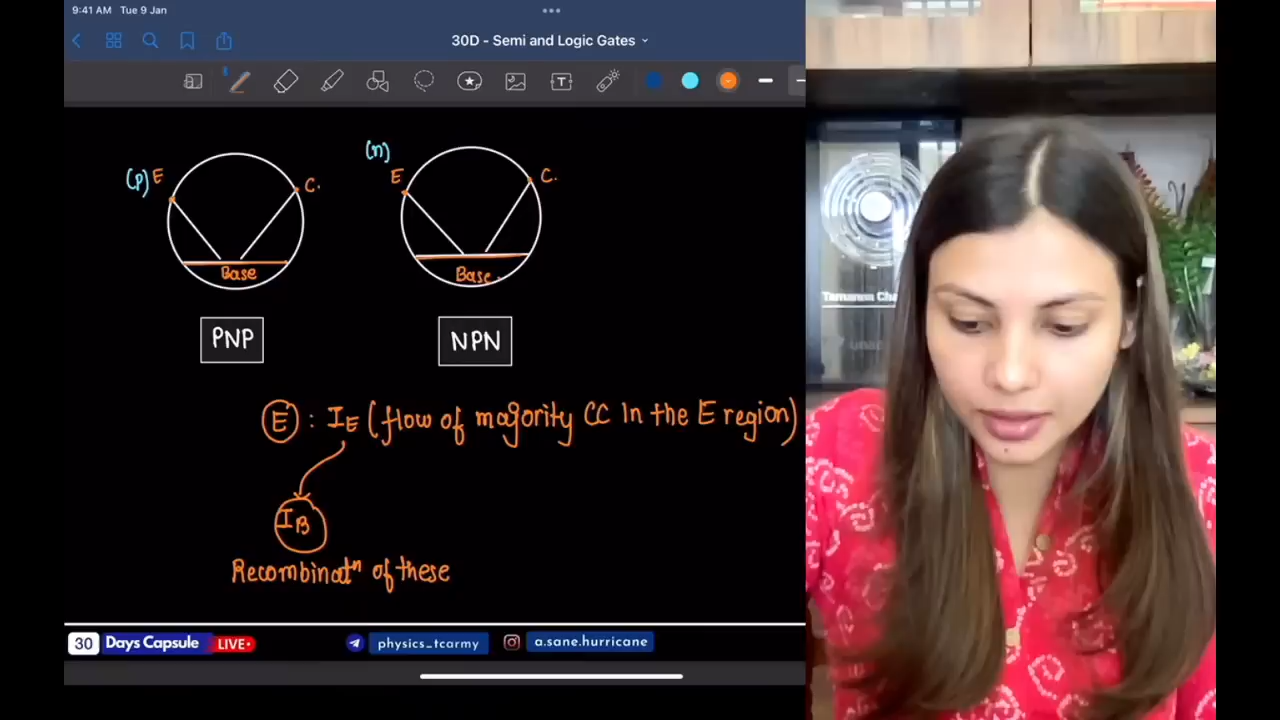 9:41 AM Tue 9 Jan
30D - Semi and Logic Gates
T
(p) E
C.
(n)
E
C.
Base
Base
PNP
NPN
E : IE (flow of majority CC In the E region)
IB
Recombinatⁿ of these
30 Days Capsule LIVE
physics_tcarmy
a.sane.hurricane